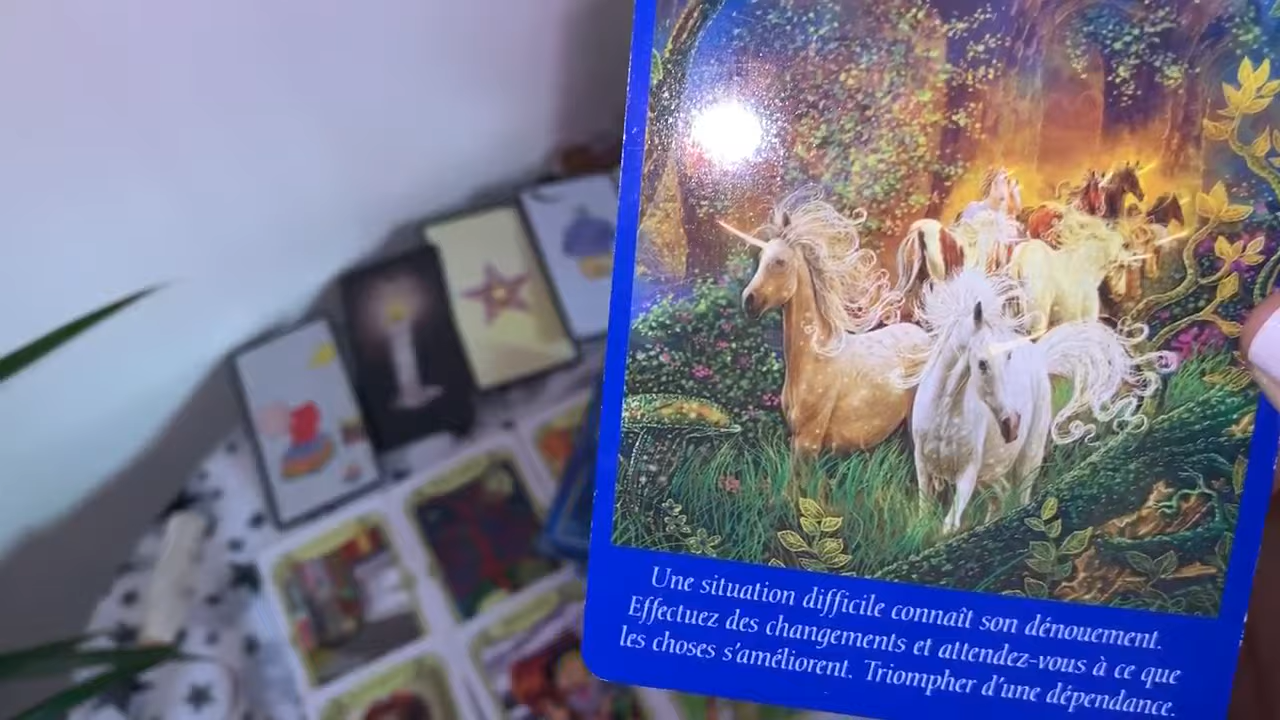 Une situation difficile connaît son dénouement.
Effectuez des changements et attendez-vous à ce que
les choses s'améliorent. Triompher d'une dépendance.